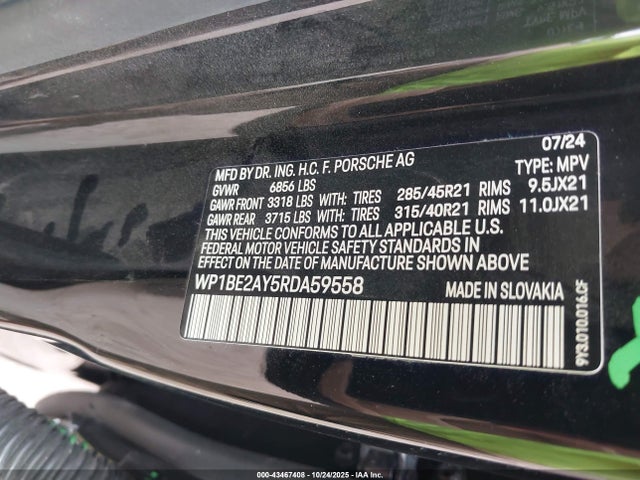 07/24
MFD BY DR. ING. H.C. F. PORSCHE AG TYPE: MPV
GVWR 6856 LBS
GAWR FRONT 3318 LBS WITH: TIRES 285/45R21 RIMS 9.5JX21
GAWR REAR 3715 LBS WITH: TIRES 315/40R21 RIMS 11.0JX21
THIS VEHICLE CONFORMS TO ALL APPLICABLE U.S.
FEDERAL MOTOR VEHICLE SAFETY STANDARDS IN
EFFECT ON THE DATE OF MANUFACTURE SHOWN ABOVE
WP1BE2AY5RDA59558 MADE IN SLOVAKIA
9Y3.010.016.CF
000-43467408 - 10/24/2025 - IAA Inc.